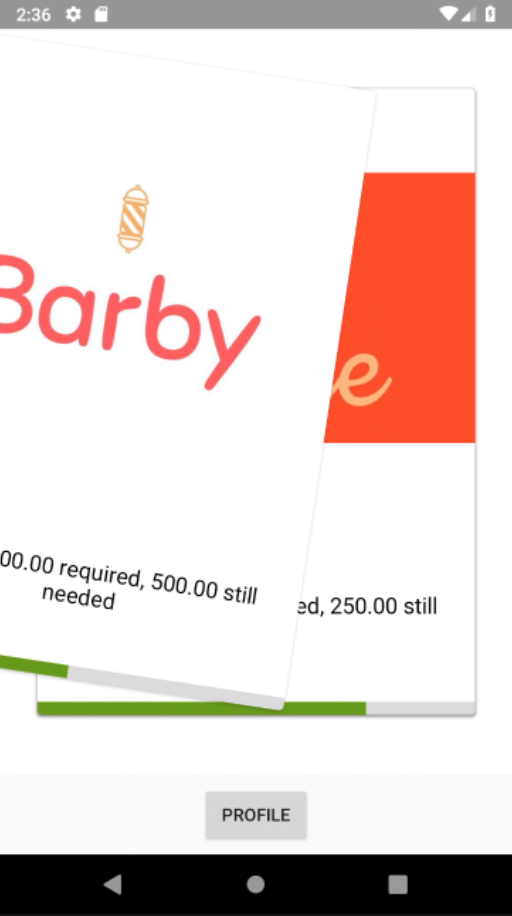 2:36
Barby
e
00.00 required, 500.00 still
needed
ed, 250.00 still
PROFILE